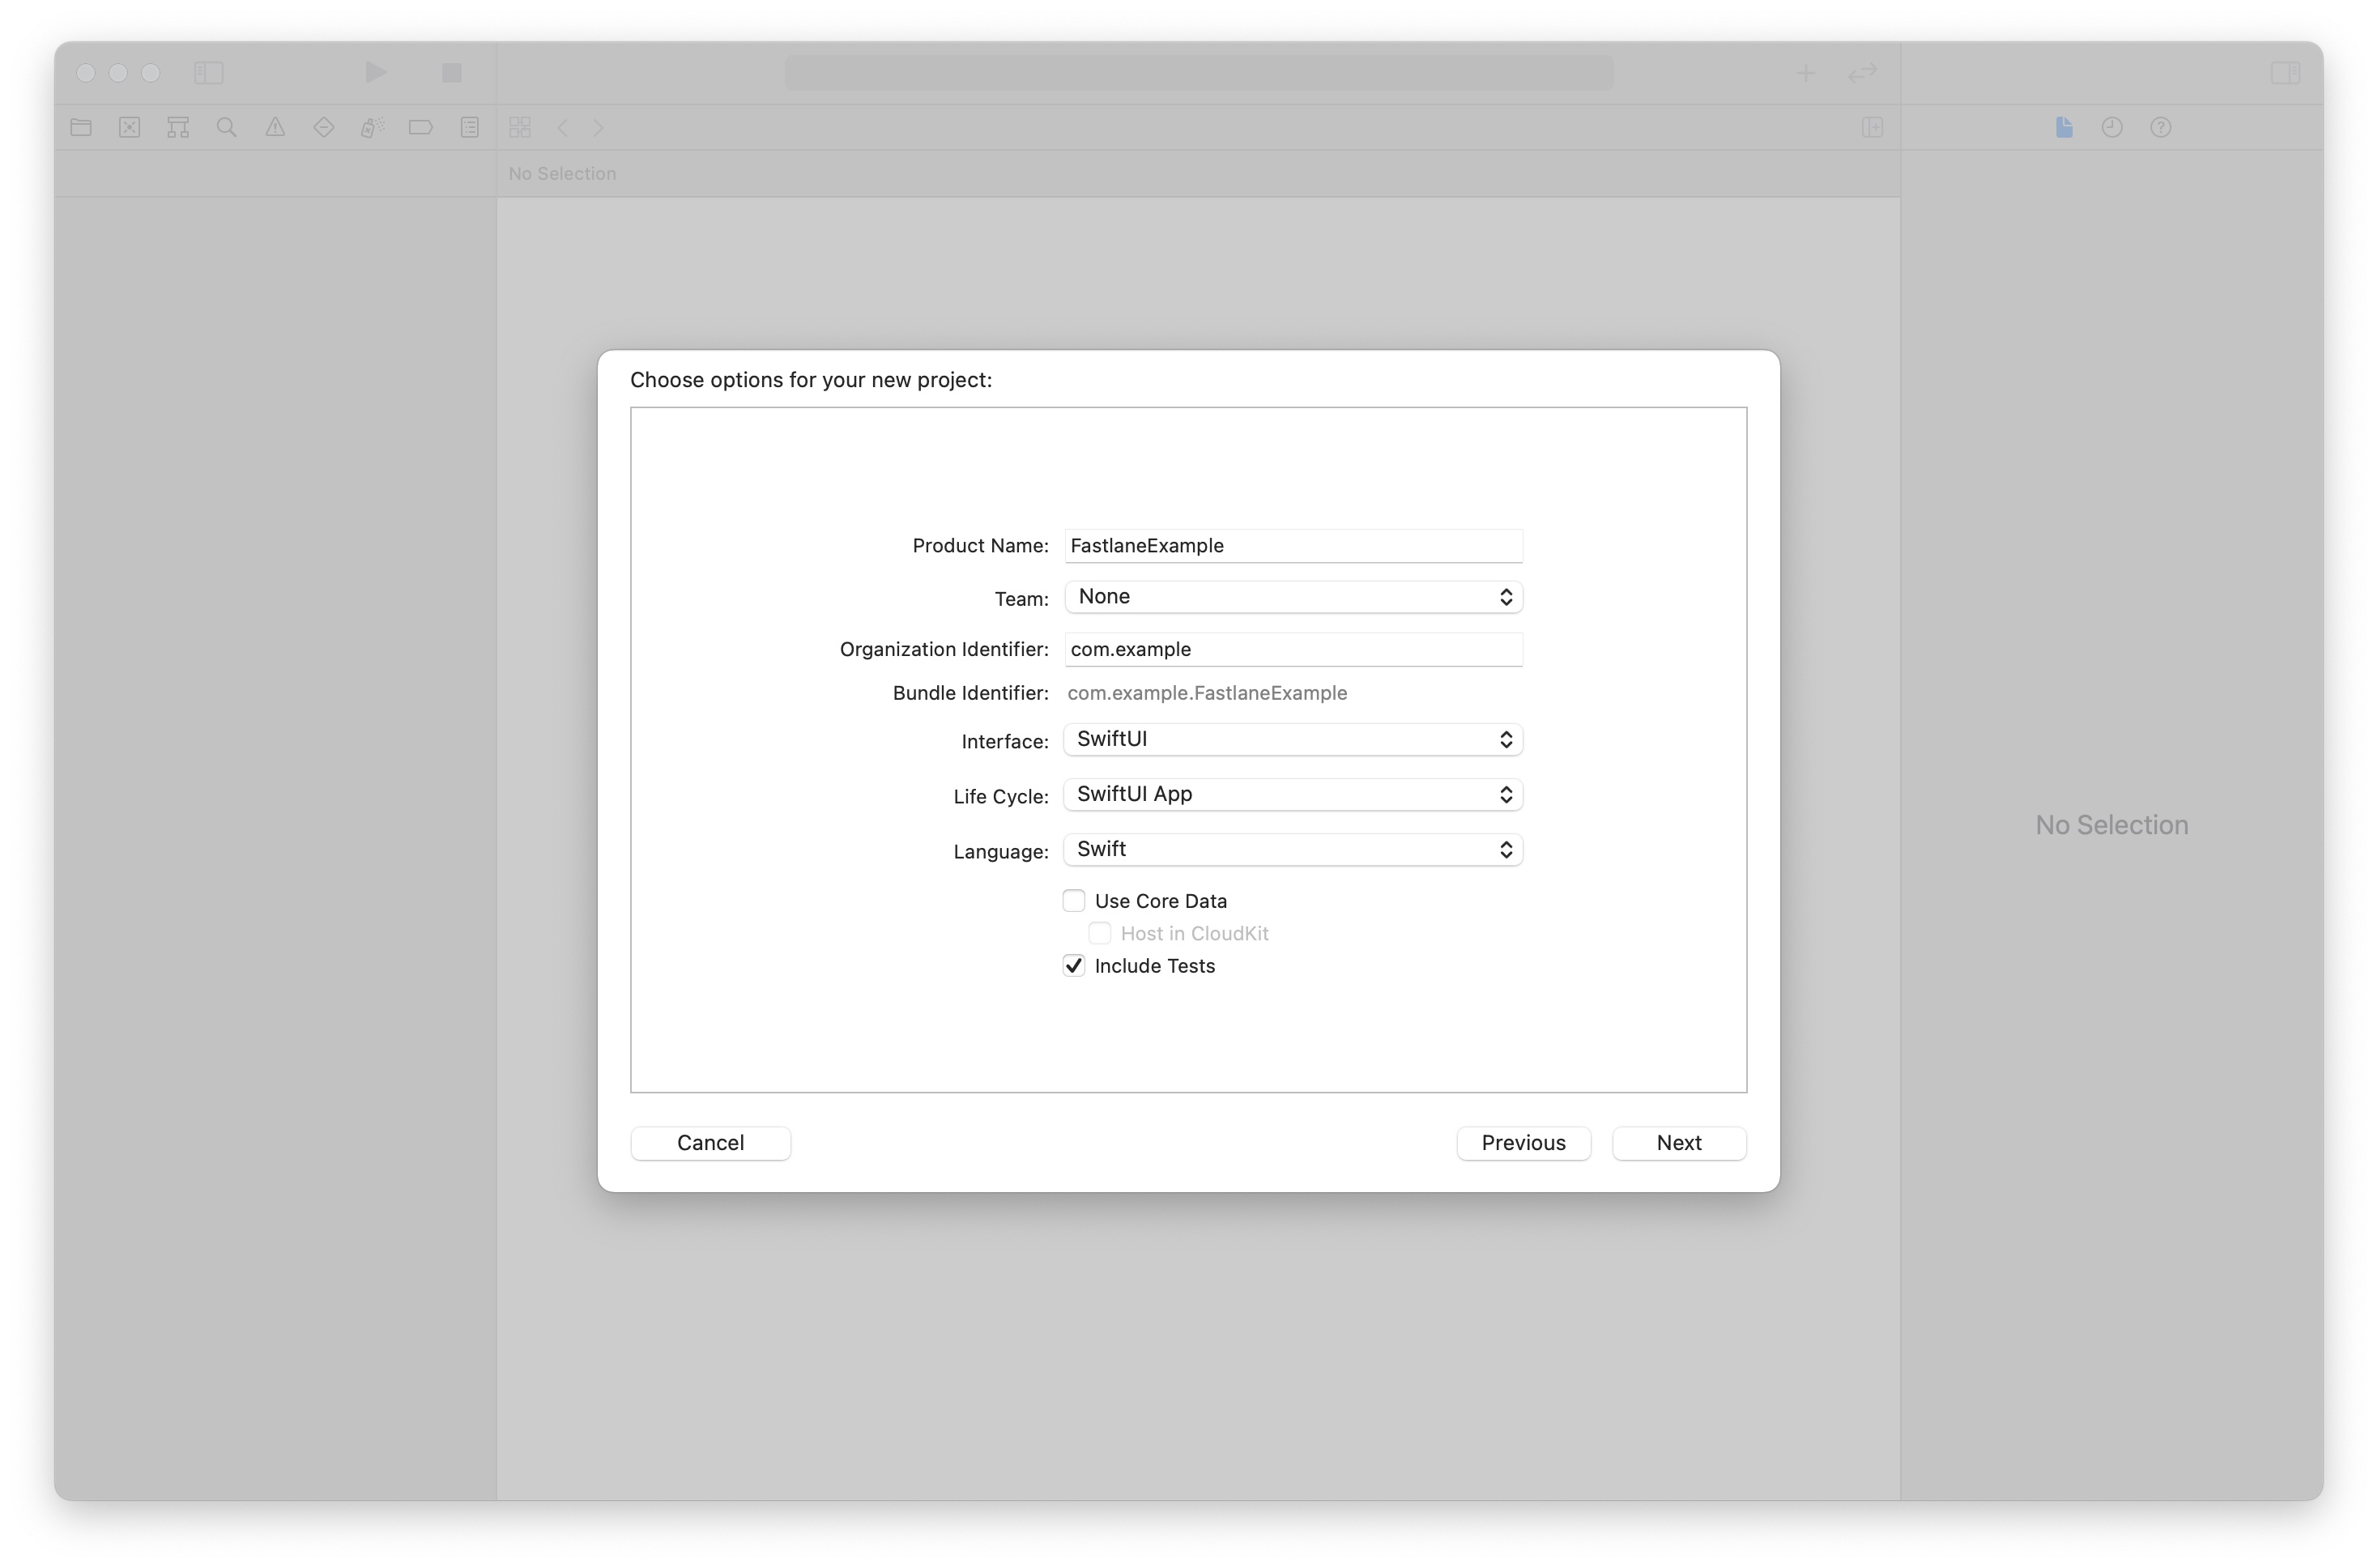 No Selection
Choose options for your new project:
Product Name: FastlaneExample
Team: None
Organization Identifier: com.example
Bundle Identifier: com.example.FastlaneExample
Interface: SwiftUI
Life Cycle: SwiftUI App
Language: Swift
Use Core Data
Host in CloudKit
Include Tests
Cancel Previous Next
No Selection